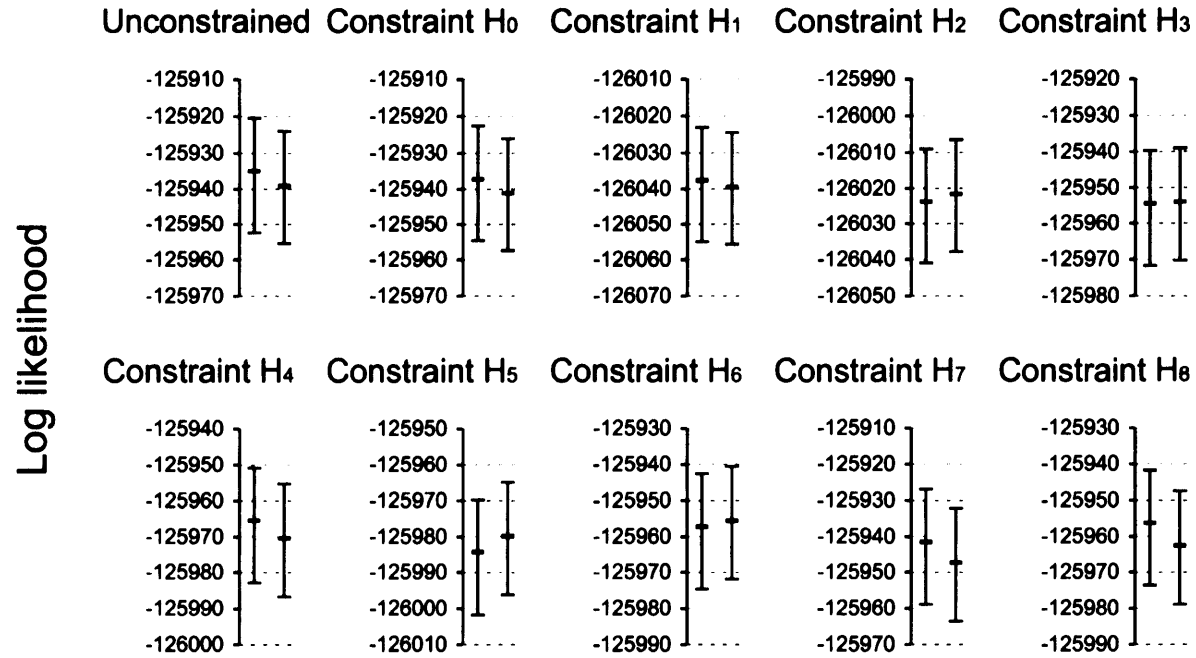 Unconstrained Constraint H0 Constraint H1 Constraint H2 Constraint H3
-125910 -125910 -126010 -125990 -125920
-125920 -125920 -126020 -126000 -125930
-125930 -125930 -126030 -126010 -125940
-125940 -125940 -126040 -126020 -125950
-125950 -125950 -126050 -126030 -125960
-125960 -125960 -126060 -126040 -125970
-125970 -125970 -126070 -126050 -125980
Log likelihood
Constraint H4 Constraint H5 Constraint H6 Constraint H7 Constraint H8
-125940 -125950 -125930 -125910 -125930
-125950 -125960 -125940 -125920 -125940
-125960 -125970 -125950 -125930 -125950
-125970 -125980 -125960 -125940 -125960
-125980 -125990 -125970 -125950 -125970
-125990 -126000 -125980 -125960 -125980
-126000 -126010 -125990 -125970 -125990